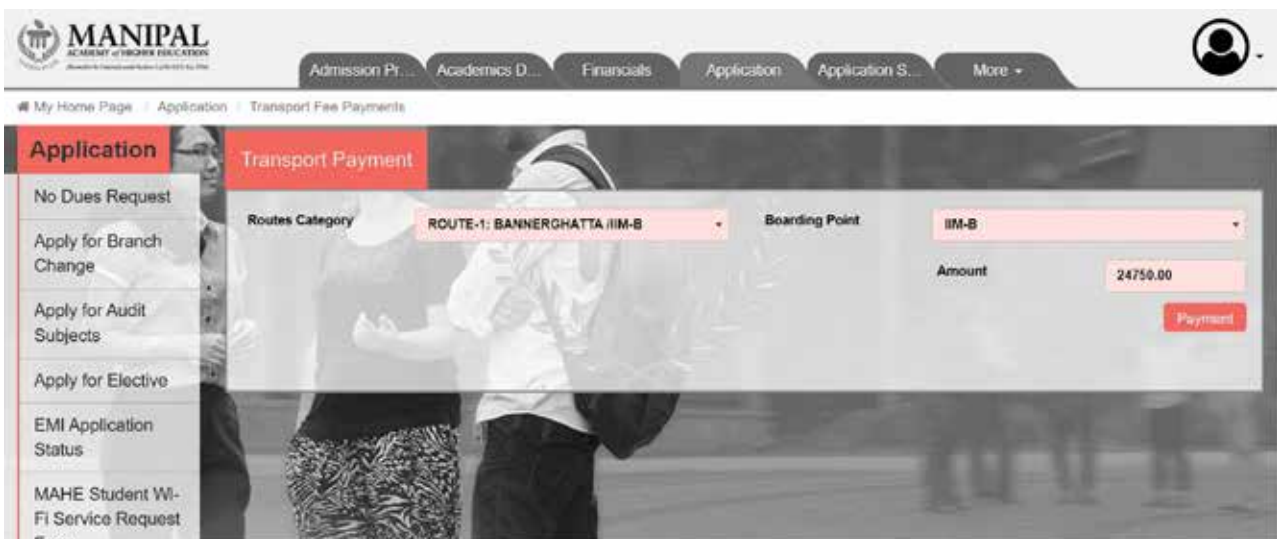 MANIPAL
ACADEMY of HIGHER EDUCATION
Admission Pr... Academics D... Financials Application Application S... More
My Home Page / Application / Transport Fee Payments
Application
Transport Payment
No Dues Request
Apply for Branch
Change
Apply for Audit
Subjects
Apply for Elective
EMI Application
Status
MAHE Student Wi-
Fi Service Request
Routes Category ROUTE-1: BANNERGHATTA /IIM-B Boarding Point IIM-B
Amount 24750.00
Payment